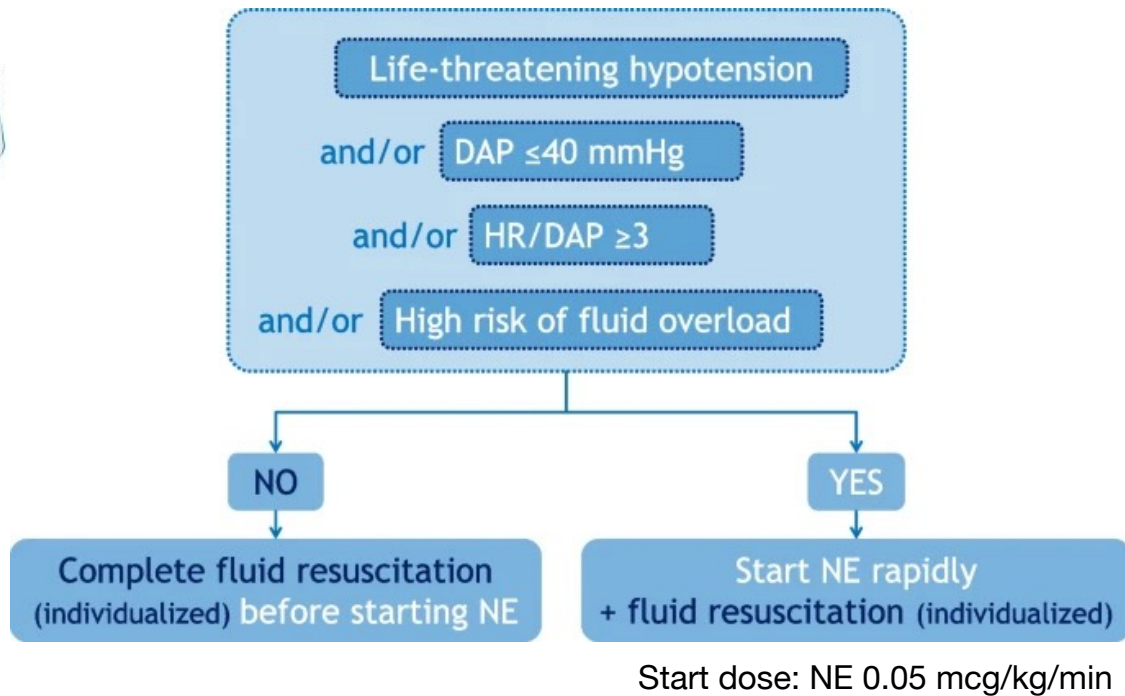 Life-threatening hypotension
and/or DAP ≤40 mmHg
and/or HR/DAP ≥3
and/or High risk of fluid overload
NO
YES
Complete fluid resuscitation
(individualized) before starting NE
Start NE rapidly
+ fluid resuscitation (individualized)
Start dose: NE 0.05 mcg/kg/min